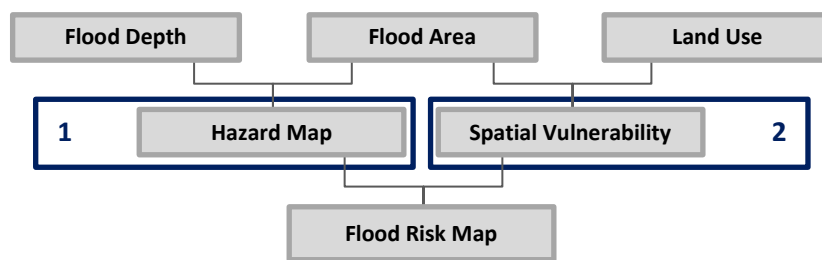 Flood Depth
Flood Area
Land Use
1
Hazard Map
Spatial Vulnerability
2
Flood Risk Map